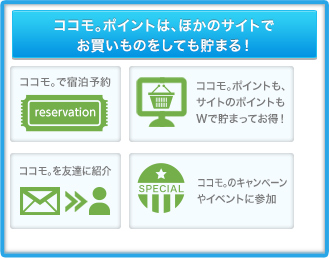 ココモ。ポイントは、ほかのサイトで
お買いものをしても貯まる!
ココモ。で宿泊予約
reservation
ココモ。ポイントも、
サイトのポイントも
Wで貯まってお得!
ココモ。を友達に紹介
SPECIAL
ココモ。のキャンペーン
やイベントに参加